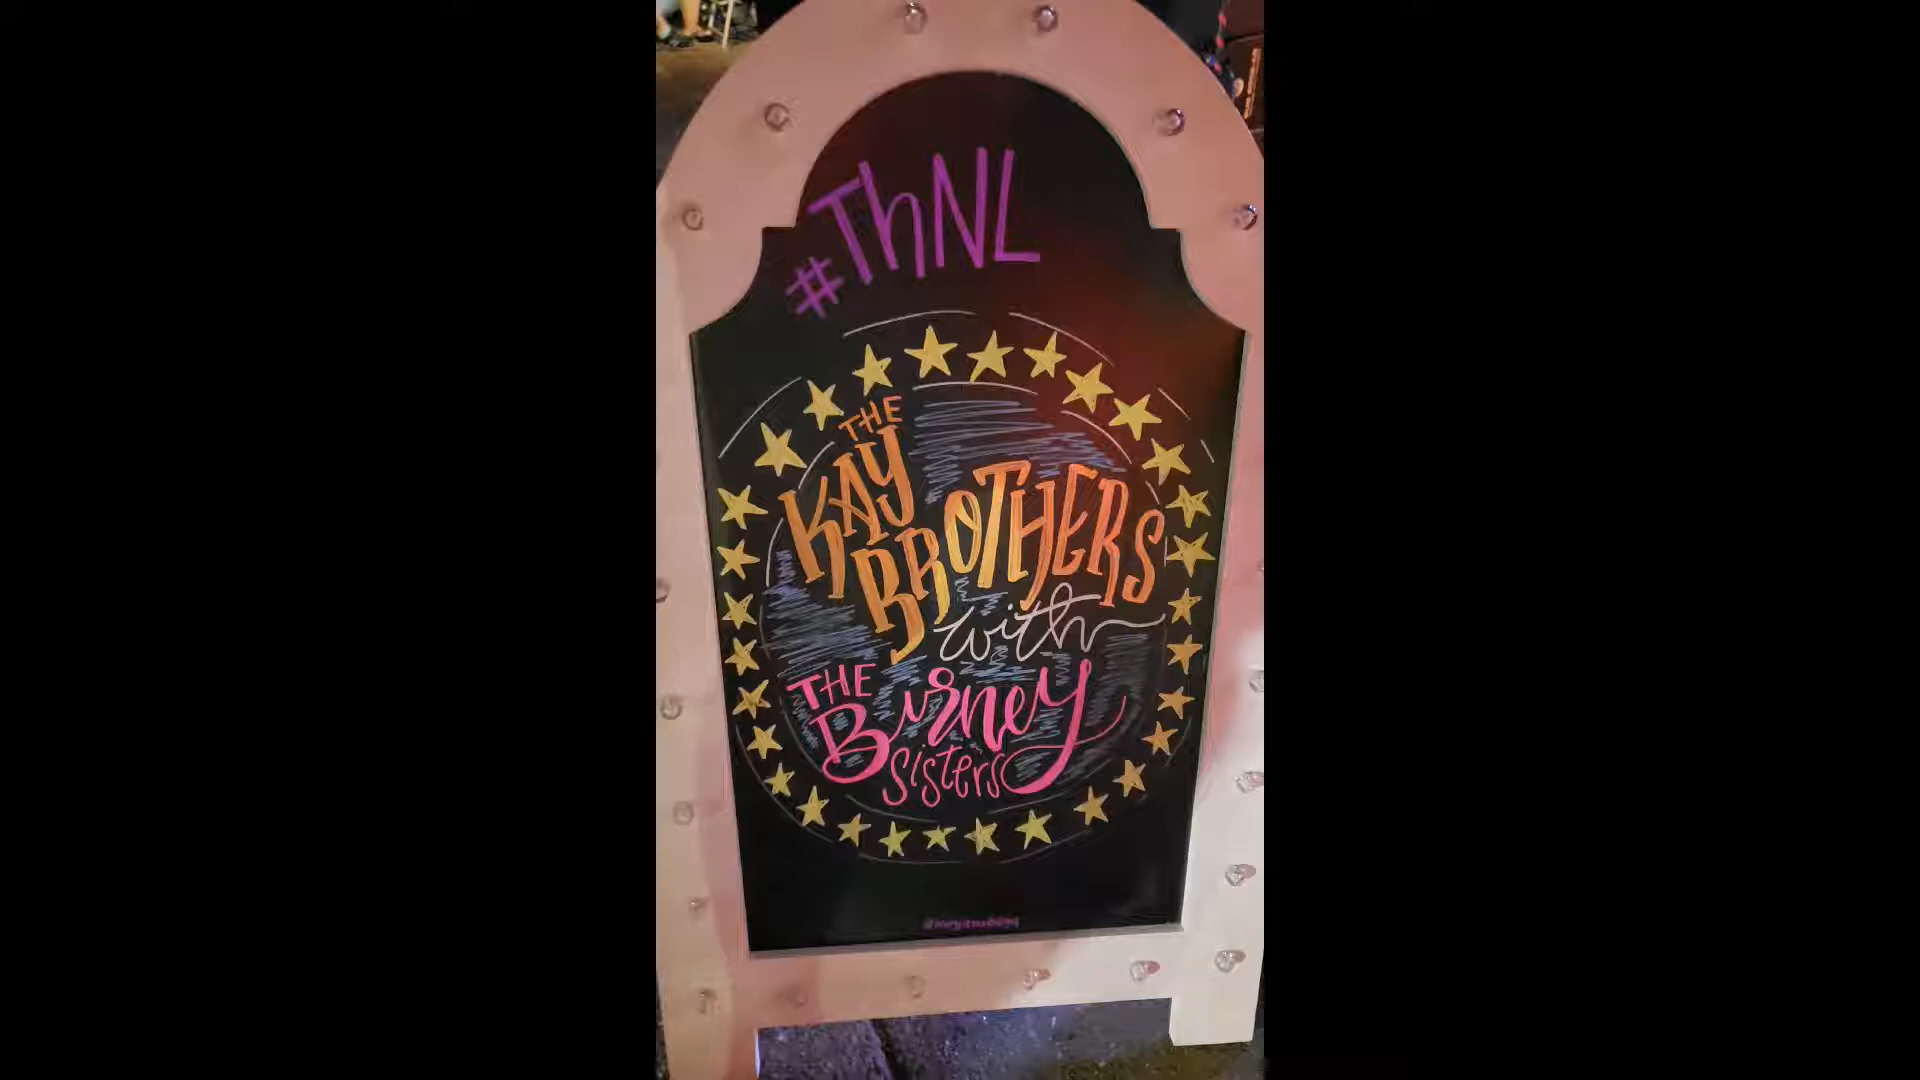 #ThNL
THE
KAY
BROTHERS
with
THE
Burney
Sisters